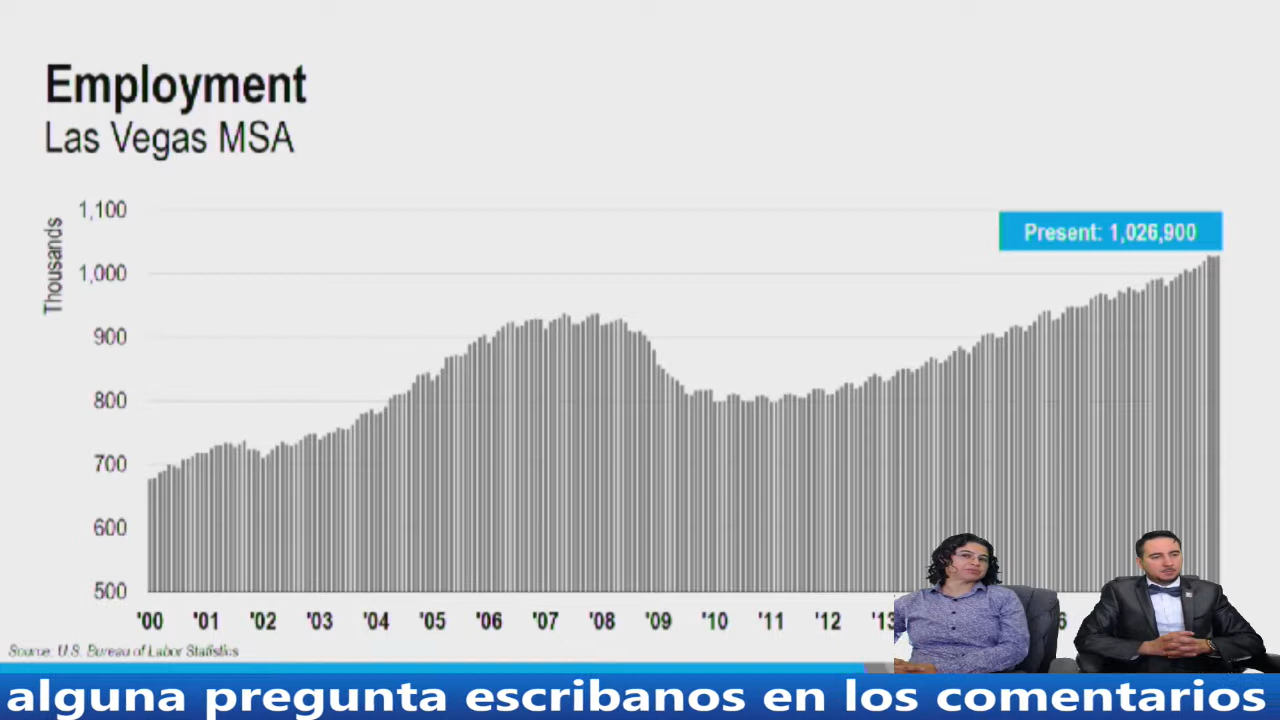 Employment
Las Vegas MSA
Thousands
1,100
Present: 1,026,900
1,000
900
800
700
600
500
'00 '01 '02 '03 '04 '05 '06 '07 '08 '09 '10 '11 '12
Source: U.S. Bureau of Labor Statistics
alguna pregunta escribanos en los comentarios